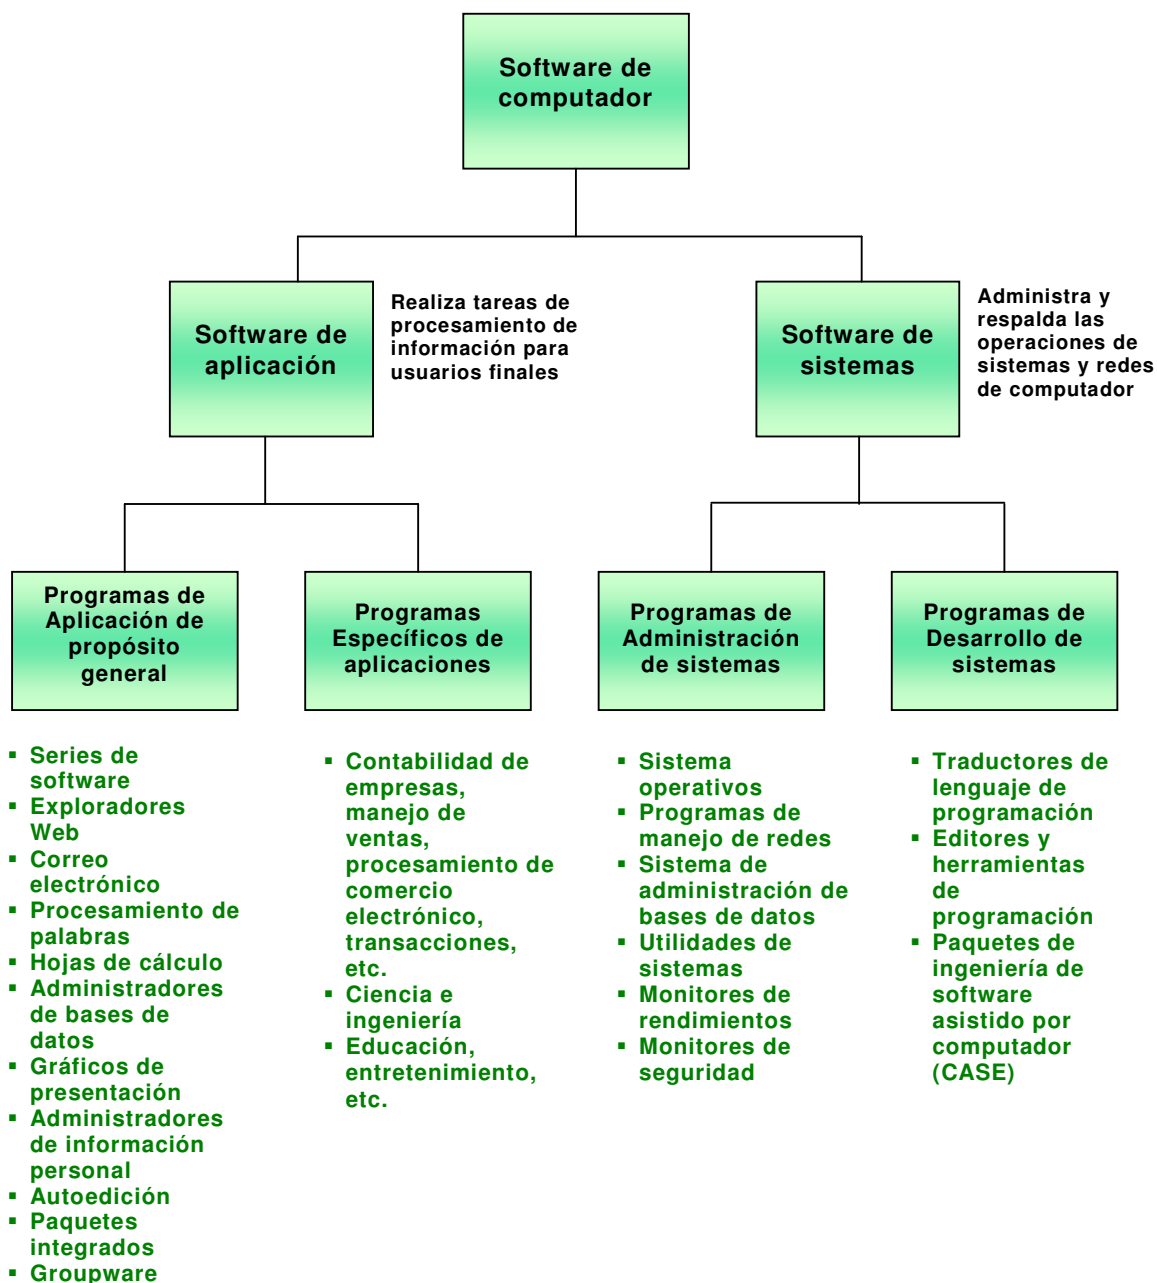 Software de
computador
Software de
aplicación
Realiza tareas de
procesamiento de
información para
usuarios finales
Software de
sistemas
Administra y
respalda las
operaciones de
sistemas y redes
de computador
Programas de
Aplicación de
propósito
general
Programas
Específicos de
aplicaciones
Programas de
Administración
de sistemas
Programas de
Desarrollo de
sistemas
▪ Series de
software
▪ Exploradores
Web
▪ Correo
electrónico
▪ Procesamiento de
palabras
▪ Hojas de cálculo
▪ Administradores
de bases de
datos
▪ Gráficos de
presentación
▪ Administradores
de información
personal
▪ Autoedición
▪ Paquetes
integrados
▪ Groupware
▪ Contabilidad de
empresas,
manejo de
ventas,
procesamiento de
comercio
electrónico,
transacciones,
etc.
▪ Ciencia e
ingeniería
▪ Educación,
entretenimiento,
etc.
▪ Sistema
operativos
▪ Programas de
manejo de redes
▪ Sistema de
administración de
bases de datos
▪ Utilidades de
sistemas
▪ Monitores de
rendimientos
▪ Monitores de
seguridad
▪ Traductores de
lenguaje de
programación
▪ Editores y
herramientas
de
programación
▪ Paquetes de
ingeniería de
software
asistido por
computador
(CASE)